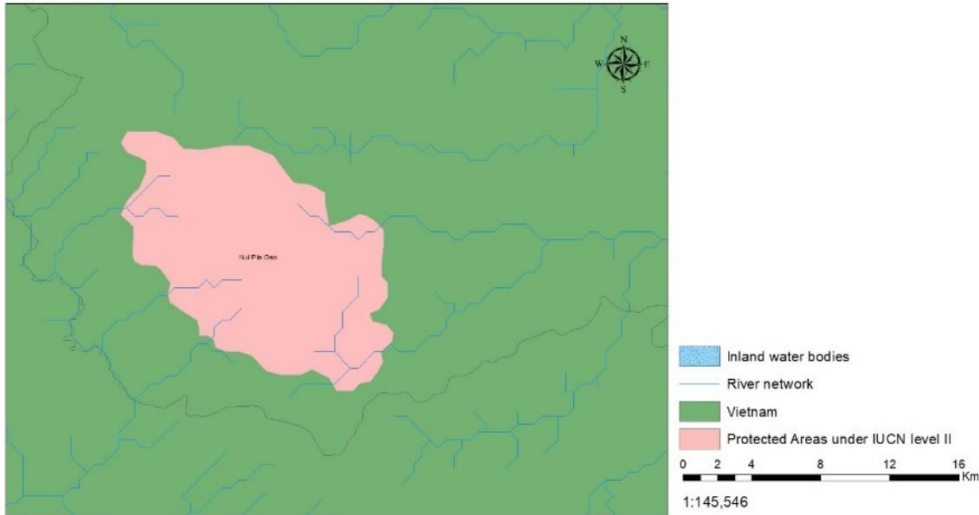 N
W E
S
Nui Pia Oac
Inland water bodies
River network
Vietnam
Protected Areas under IUCN level II
0 2 4 8 12 16
Km
1:145,546